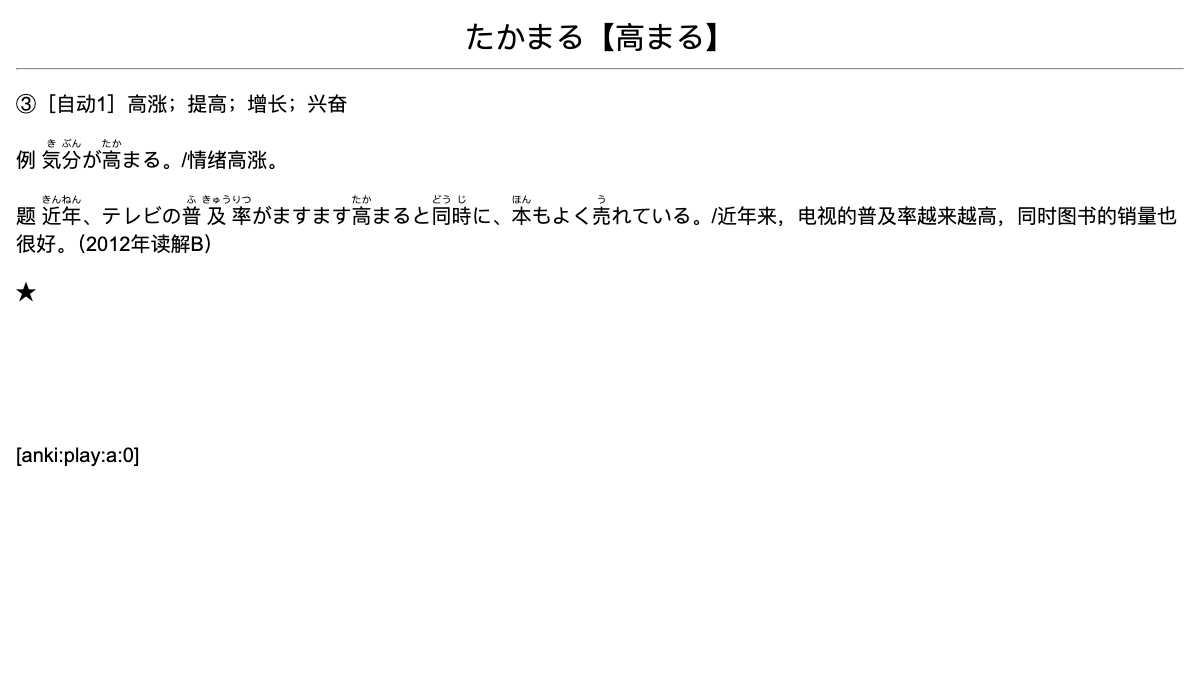 たかまる【高まる】
③［自动1］高涨；提高；增长；兴奋
き ぶん たか
例 気分が高まる。/情绪高涨。
きんねん ふ きゅうりつ たか どう じ ほん う
题 近年、テレビの普及率がますます高まると同時に、本もよく売れている。/近年来，电视的普及率越来越高，同时图书的销量也
很好。（2012年读解B）
★
[anki:play:a:0]